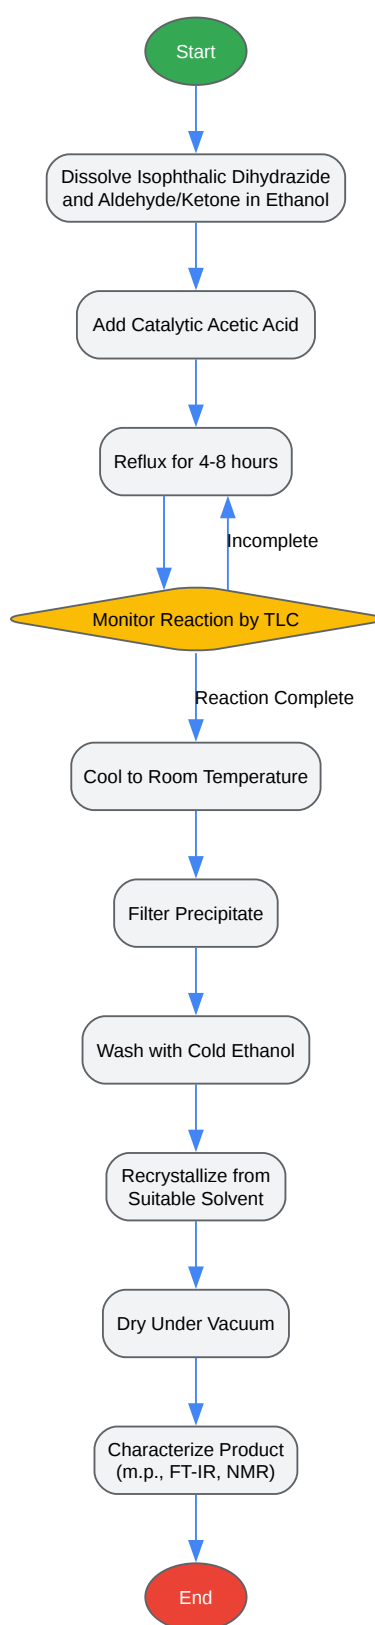 Start
Dissolve Isophthalic Dihydrazide
and Aldehyde/Ketone in Ethanol
Add Catalytic Acetic Acid
Reflux for 4-8 hours
Incomplete
Monitor Reaction by TLC
Reaction Complete
Cool to Room Temperature
Filter Precipitate
Wash with Cold Ethanol
Recrystallize from
Suitable Solvent
Dry Under Vacuum
Characterize Product
(m.p., FT-IR, NMR)
End